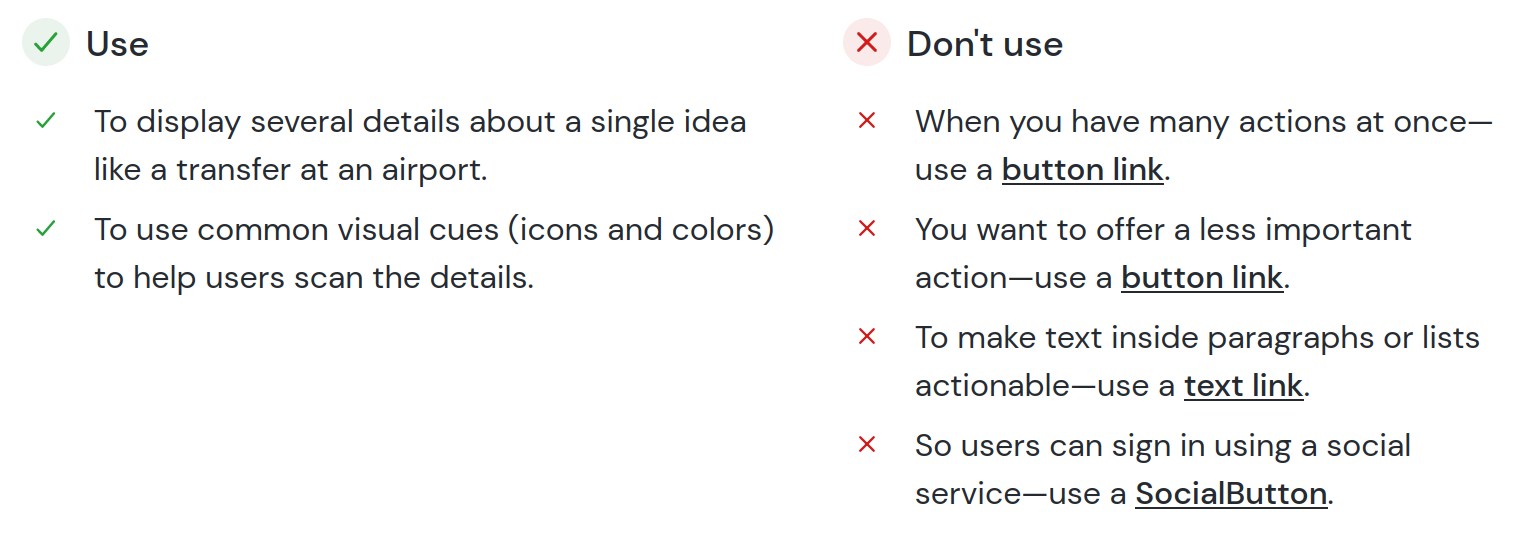 Use
To display several details about a single idea
like a transfer at an airport.
To use common visual cues (icons and colors)
to help users scan the details.
Don't use
When you have many actions at once—
use a button link.
You want to offer a less important
action—use a button link.
To make text inside paragraphs or lists
actionable—use a text link.
So users can sign in using a social
service—use a SocialButton.